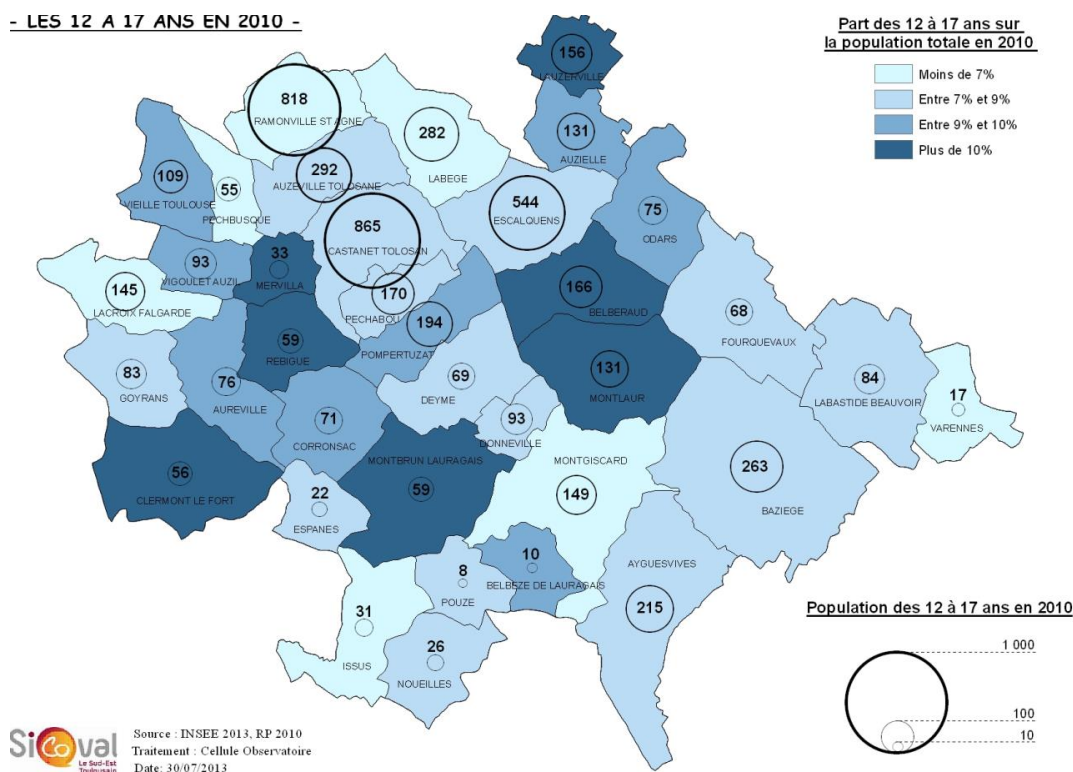 - LES 12 A 17 ANS EN 2010 -
Part des 12 à 17 ans sur
la population totale en 2010
Moins de 7%
Entre 7% et 9%
Entre 9% et 10%
Plus de 10%
156
LAUZERVILLE
818
RAMONVILLE ST AGNE
282
LABEGE
131
AUZIELLE
292
AUZEVILLE TOLOSANE
109
VIEILLE TOULOUSE
55
PECHBUSQUE
544
ESCALQUENS
75
ODARS
865
CASTANET TOLOSAN
93
VIGOULET AUZIL
33
MERVILLA
145
LACROIX FALGARDE
170
PECHABOU
166
BELBERAUD
194
POMPERTUZAT
68
FOURQUEVAUX
59
REBIGUE
83
GOYRANS
76
AUREVILLE
69
DEYME
131
MONTLAUR
84
LABASTIDE BEAUVOIR
17
VARENNES
71
CORRONSAC
93
DONNEVILLE
MONTBRUN LAURAGAIS
59
MONTGISCARD
149
263
BAZIEGE
56
CLERMONT LE FORT
22
ESPANES
10
BELBEZE DE LAURAGAIS
8
POUZE
AYGUESVIVES
215
31
ISSUS
26
NOUEILLES
Population des 12 à 17 ans en 2010
1 000
100
10
Sicoval
Le Sud-Est
Toulousain
Source : INSEE 2013, RP 2010
Traitement : Cellule Observatoire
Date: 30/07/2013